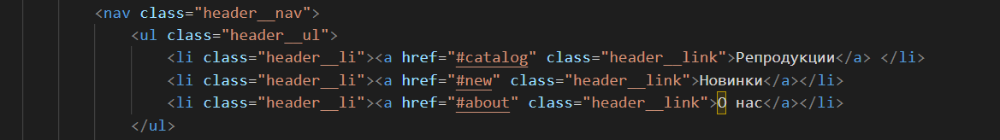 <nav class="header__nav">
<ul class="header__ul">
<li class="header__li"><a href="#catalog" class="header__link">Репродукции</a> </li>
<li class="header__li"><a href="#new" class="header__link">Новинки</a></li>
<li class="header__li"><a href="#about" class="header__link">О нас</a></li>
</ul>